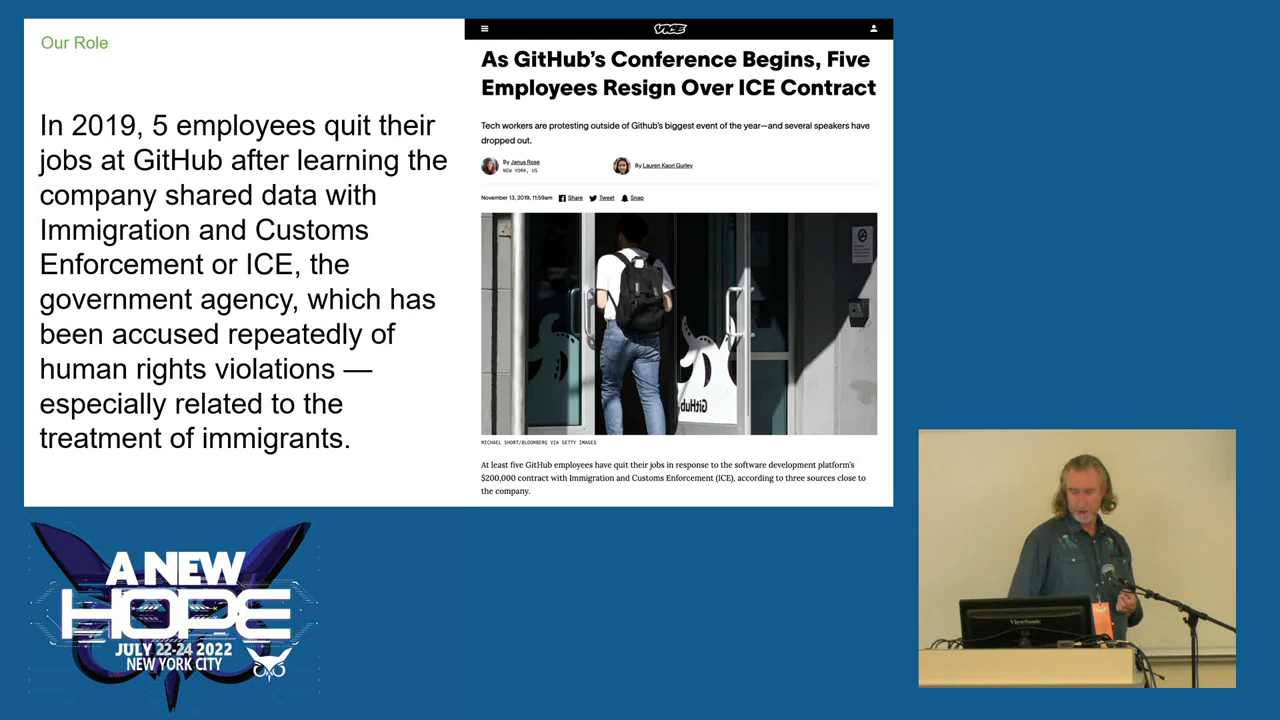 Our Role
In 2019, 5 employees quit their
jobs at GitHub after learning the
company shared data with
Immigration and Customs
Enforcement or ICE, the
government agency, which has
been accused repeatedly of
human rights violations —
especially related to the
treatment of immigrants.
VICE
As GitHub's Conference Begins, Five
Employees Resign Over ICE Contract
Tech workers are protesting outside of Github's biggest event of the year—and several speakers have
dropped out.
By Janus Rose
NEW YORK, US
By Lauren Kaori Gurley
November 13, 2019, 11:59am Share Tweet Snap
GitHub
MICHAEL SHORT/BLOOMBERG VIA GETTY IMAGES
At least five GitHub employees have quit their jobs in response to the software development platform's
$200,000 contract with Immigration and Customs Enforcement (ICE), according to three sources close to
the company.
A NEW
HOPE
JULY 22-24 2022
NEW YORK CITY
ViewSonic